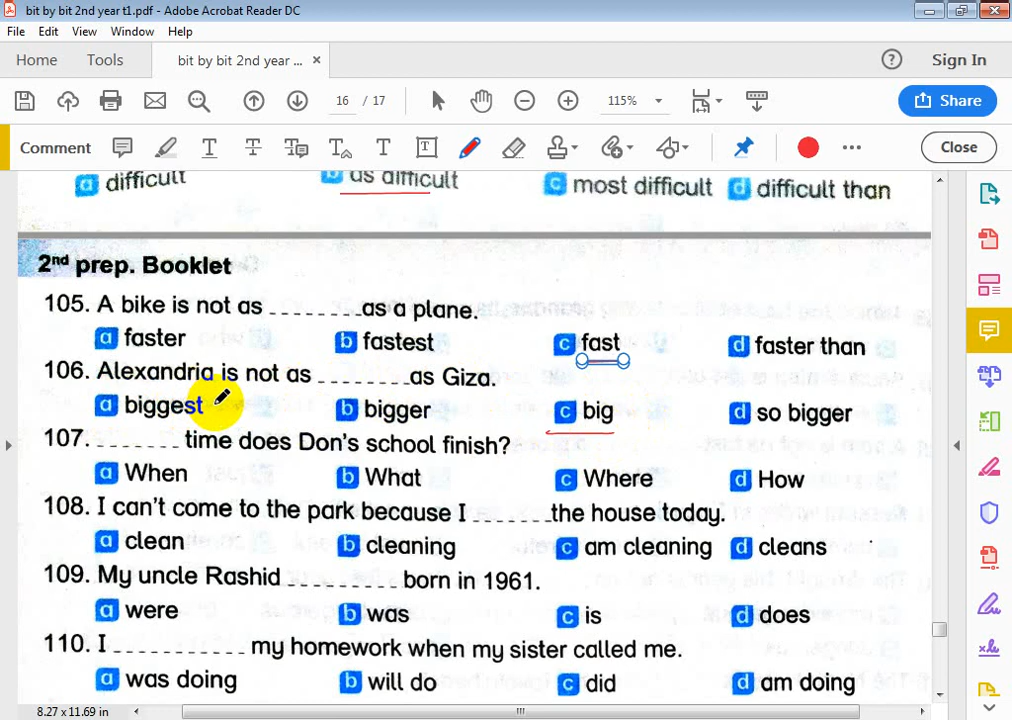 bit by bit 2nd year t1.pdf - Adobe Acrobat Reader DC
File Edit View Window Help
Home Tools bit by bit 2nd year ... × Sign In
16 / 17 115% Share
Comment Close
a difficult b as difficult c most difficult d difficult than
2nd prep. Booklet
105. A bike is not as _ _ _ _ _ _ _ _ as a plane.
a faster b fastest c fast d faster than
106. Alexandria is not as _ _ _ _ _ _ _ _ as Giza.
a biggest b bigger c big d so bigger
107. _ _ _ _ _ _ _ _ time does Don's school finish?
a When b What c Where d How
108. I can't come to the park because I _ _ _ _ _ _ _ the house today.
a clean b cleaning c am cleaning d cleans
109. My uncle Rashid _ _ _ _ _ _ _ _ _ born in 1961.
a were b was c is d does
110. I _ _ _ _ _ _ _ _ _ _ my homework when my sister called me.
a was doing b will do c did d am doing
8.27 x 11.69 in